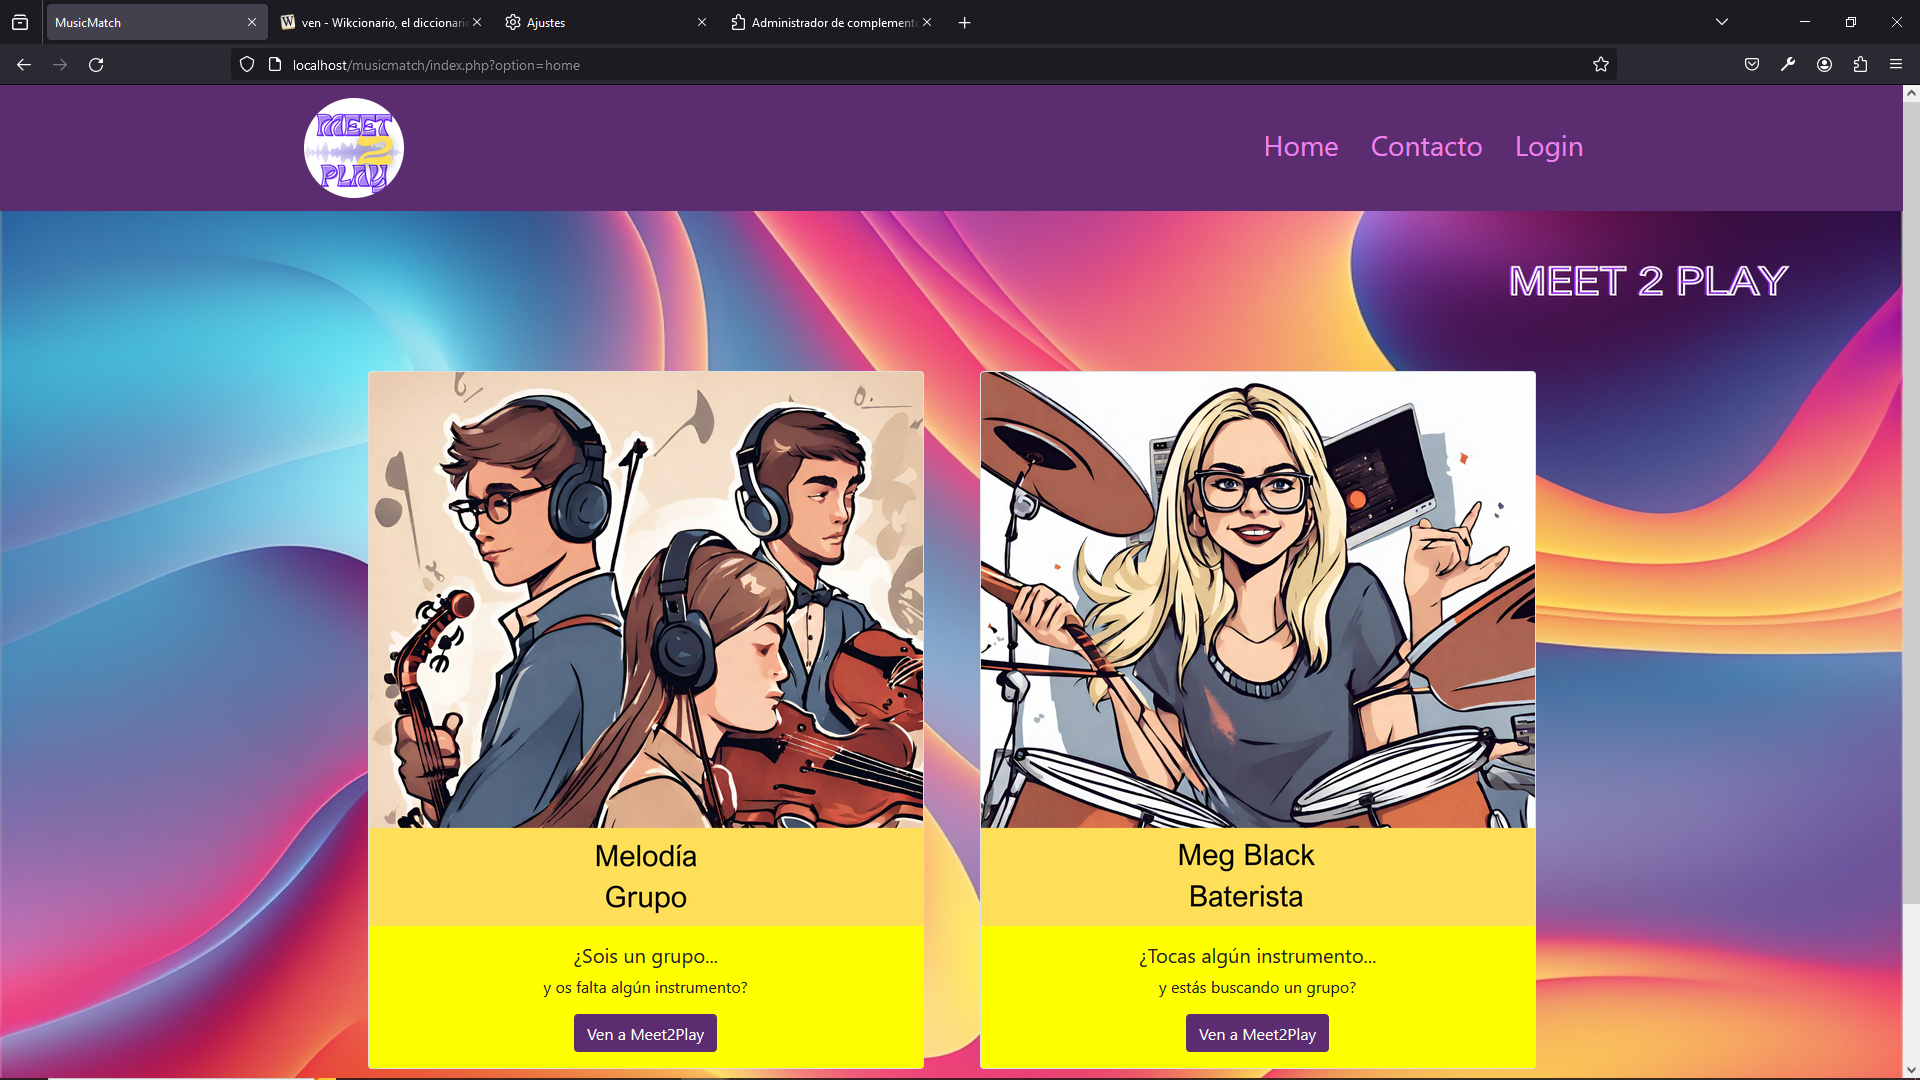 MusicMatch
ven - Wikcionario, el diccionari
Ajustes
Administrador de complement
localhost/musicmatch/index.php?option=home
MEET
2
PLAY
Home
Contacto
Login
MEET 2 PLAY
Melodía
Grupo
¿Sois un grupo...
y os falta algún instrumento?
Ven a Meet2Play
Meg Black
Baterista
¿Tocas algún instrumento...
y estás buscando un grupo?
Ven a Meet2Play